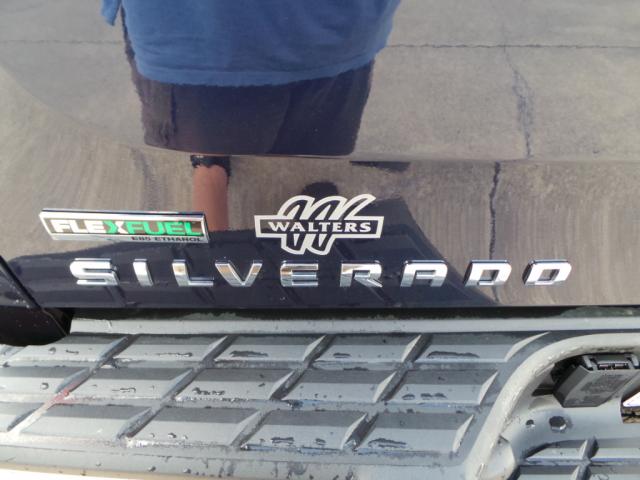 FLEXFUEL
E85 ETHANOL
WALTERS
SILVERADO